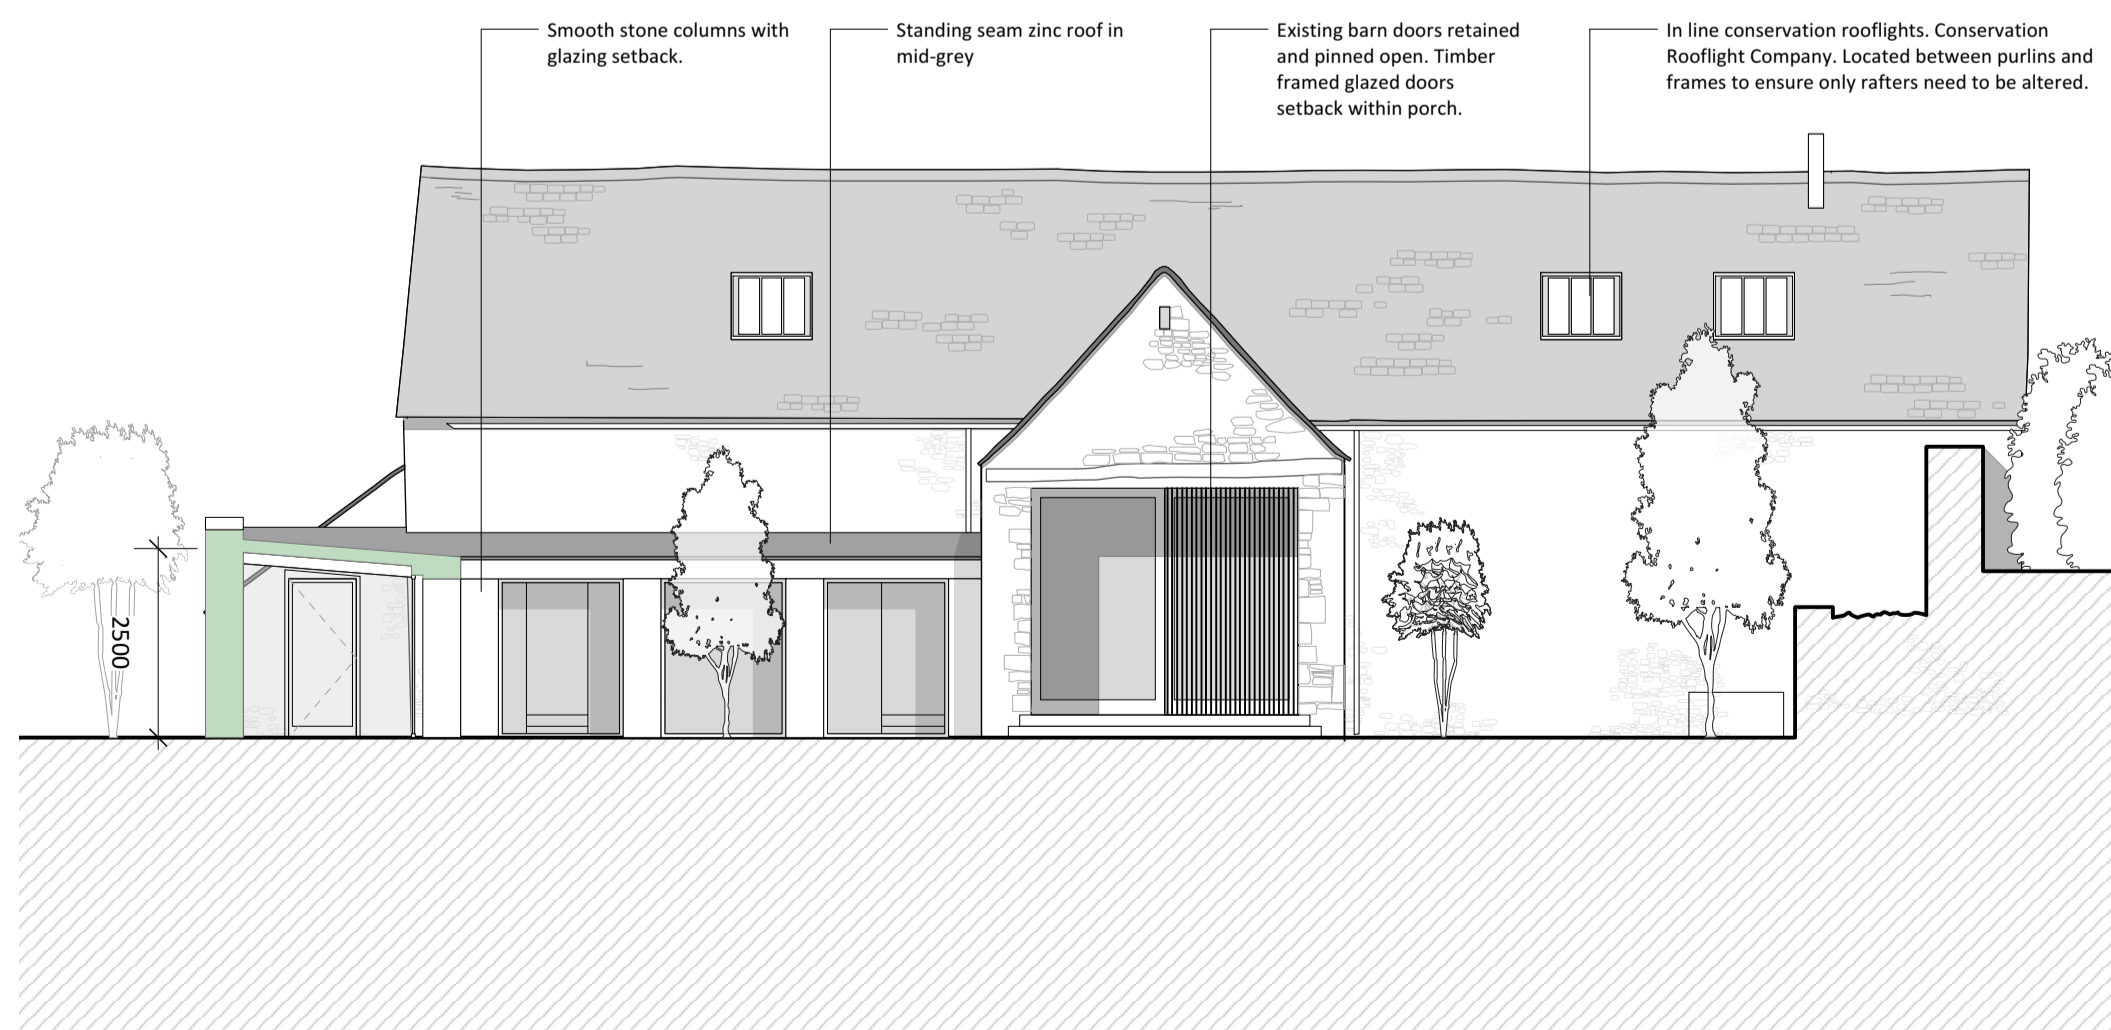 Smooth stone columns with
glazing setback.
Standing seam zinc roof in
mid-grey
Existing barn doors retained
and pinned open. Timber
framed glazed doors
setback within porch.
In line conservation rooflights. Conservation
Rooflight Company. Located between purlins and
frames to ensure only rafters need to be altered.
2500